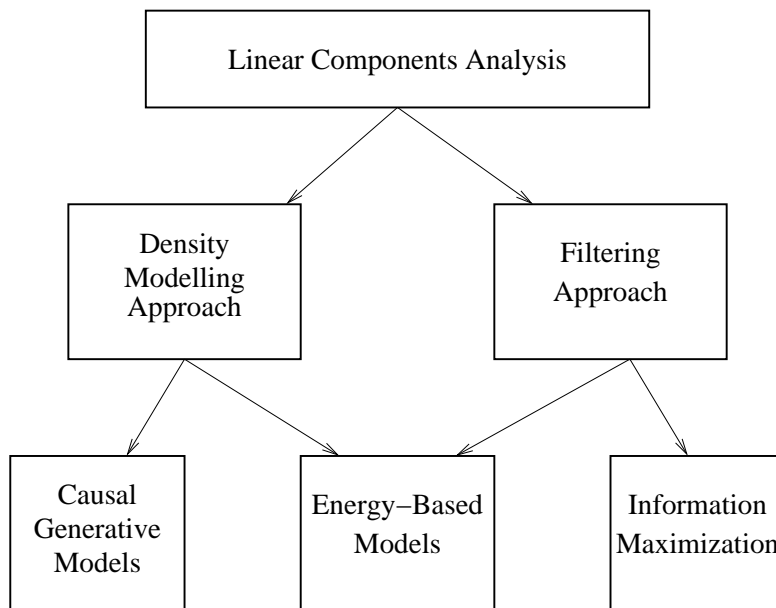 Linear Components Analysis
Density
Modelling
Approach
Filtering
Approach
Causal
Generative
Models
Energy−Based
Models
Information
Maximization